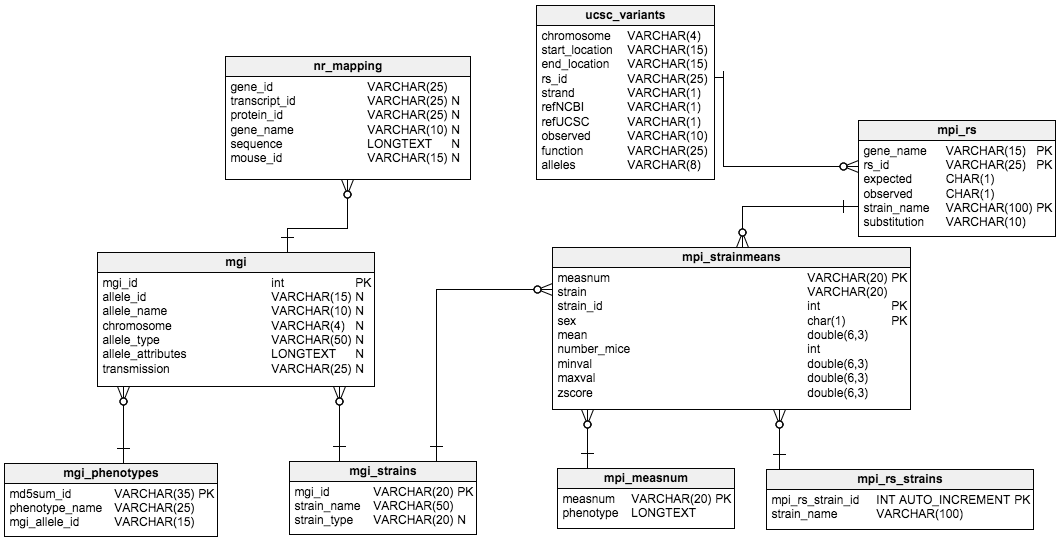 ucsc_variants
chromosome VARCHAR(4)
start_location VARCHAR(15)
end_location VARCHAR(15)
rs_id VARCHAR(25)
strand VARCHAR(1)
refNCBI VARCHAR(1)
refUCSC VARCHAR(1)
observed VARCHAR(10)
function VARCHAR(25)
alleles VARCHAR(8)
nr_mapping
gene_id VARCHAR(25)
transcript_id VARCHAR(25) N
protein_id VARCHAR(25) N
gene_name VARCHAR(10) N
sequence LONGTEXT N
mouse_id VARCHAR(15) N
mpi_rs
gene_name VARCHAR(15) PK
rs_id VARCHAR(25) PK
expected CHAR(1)
observed CHAR(1)
strain_name VARCHAR(100) PK
substitution VARCHAR(10)
mgi
mgi_id int PK
allele_id VARCHAR(15) N
allele_name VARCHAR(10) N
chromosome VARCHAR(4) N
allele_type VARCHAR(50) N
allele_attributes LONGTEXT N
transmission VARCHAR(25) N
mpi_strainmeans
measnum VARCHAR(20) PK
strain VARCHAR(20)
strain_id int PK
sex char(1) PK
mean double(6,3)
number_mice int
minval double(6,3)
maxval double(6,3)
zscore double(6,3)
mgi_phenotypes
md5sum_id VARCHAR(35) PK
phenotype_name VARCHAR(25)
mgi_allele_id VARCHAR(15)
mgi_strains
mgi_id VARCHAR(20) PK
strain_name VARCHAR(50)
strain_type VARCHAR(20) N
mpi_measnum
measnum VARCHAR(20) PK
phenotype LONGTEXT
mpi_rs_strains
mpi_rs_strain_id INT AUTO_INCREMENT PK
strain_name VARCHAR(100)